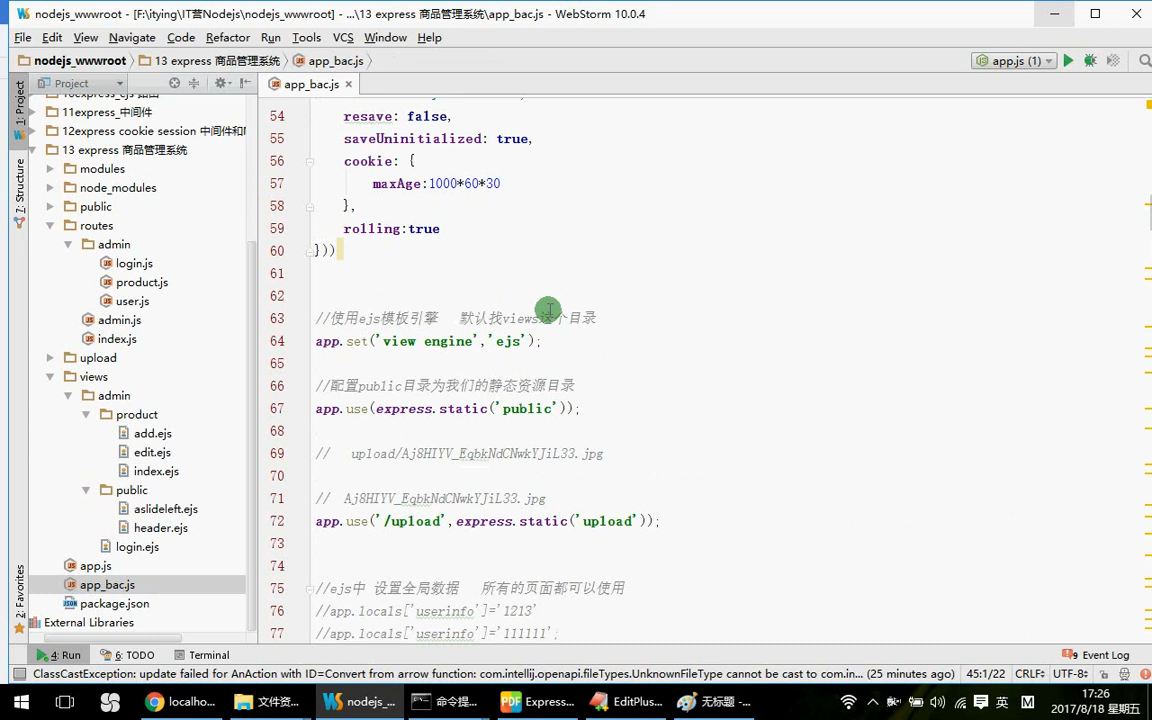 nodejs_wwwroot - [F:\itying\IT营Nodejs\nodejs_wwwroot] - ...\13 express 商品管理系统\app_bac.js - WebStorm 10.0.4
File Edit View Navigate Code Refactor Run Tools VCS Window Help
nodejs_wwwroot 13 express 商品管理系统 app_bac.js app.js (1)
1: Project
7: Structure
2: Favorites
Project
11express_中间件
12express cookie session 中间件和
13 express 商品管理系统
modules
node_modules
public
routes
admin
login.js
product.js
user.js
admin.js
index.js
upload
views
admin
product
add.ejs
edit.ejs
index.ejs
public
aslideleft.ejs
header.ejs
login.ejs
app.js
app_bac.js
package.json
External Libraries
app_bac.js
54 resave: false,
55 saveUninitialized: true,
56 cookie: {
57 maxAge:1000*60*30
58 },
59 rolling:true
60 }))
61
62
63 //使用ejs模板引擎 默认找views这个目录
64 app.set('view engine','ejs');
65
66 //配置public目录为我们的静态资源目录
67 app.use(express.static('public'));
68
69 // upload/Aj8HIYV_EqbkNdCNwkYJiL33.jpg
70
71 // Aj8HIYV_EqbkNdCNwkYJiL33.jpg
72 app.use('/upload',express.static('upload'));
73
74
75 //ejs中 设置全局数据 所有的页面都可以使用
76 //app.locals['userinfo']='1213'
77 //app.locals['userinfo']='111111';
4: Run 6: TODO Terminal 9 Event Log
ClassCastException: update failed for AnAction with ID=Convert from arrow function: com.intellij.openapi.fileTypes.UnknownFileType cannot be cast to com.in... (25 minutes ago) 45:1/22 CRLF÷ UTF-8÷
localho... 文件资... nodejs_... 命令提... Express... EditPlus... 无标题 -...
英
17:26
2017/8/18 星期五